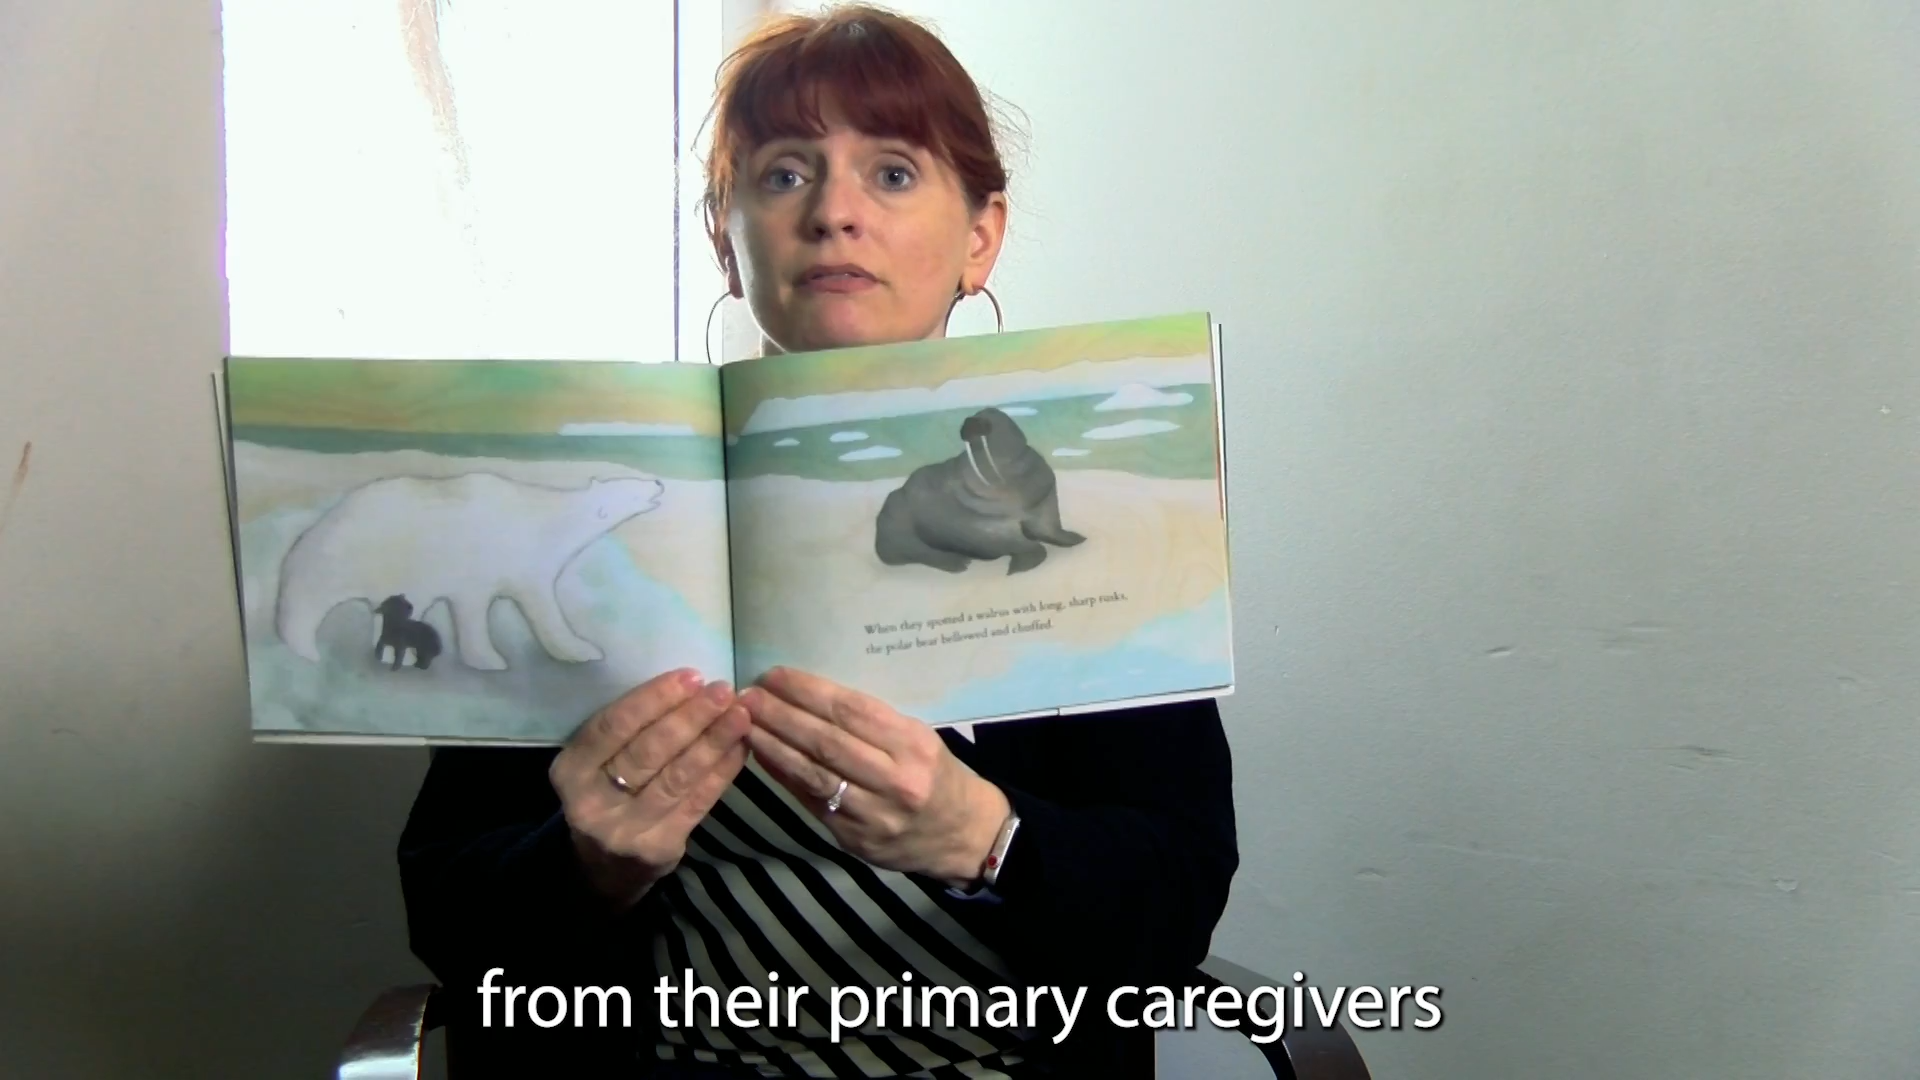 When they spotted a walrus with long, sharp tusks,
the polar bear bellowed and chuffed.
from their primary caregivers